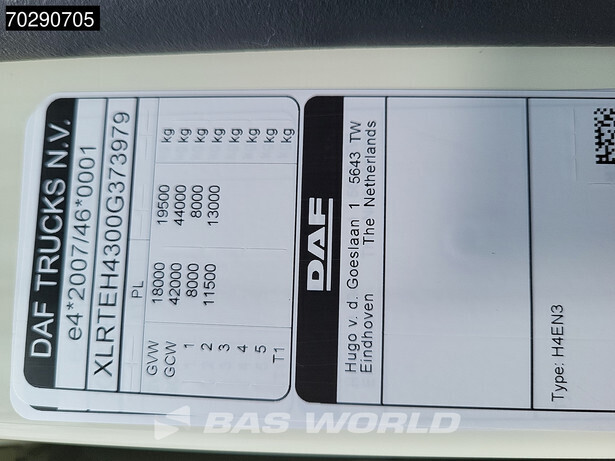 70290705
DAF TRUCKS N.V.
e4*2007/46*0001
XLRTEH4300G373979
PL
GVW 18000 19500 kg
GCW 42000 44000 kg
1 8000 8000 kg
2 11500 13000 kg
3 kg
4 kg
5 kg
T1 kg
DAF
Hugo v. d. Goeslaan 1 5643 TW
Eindhoven The Netherlands
Type: H4EN3
BAS WORLD